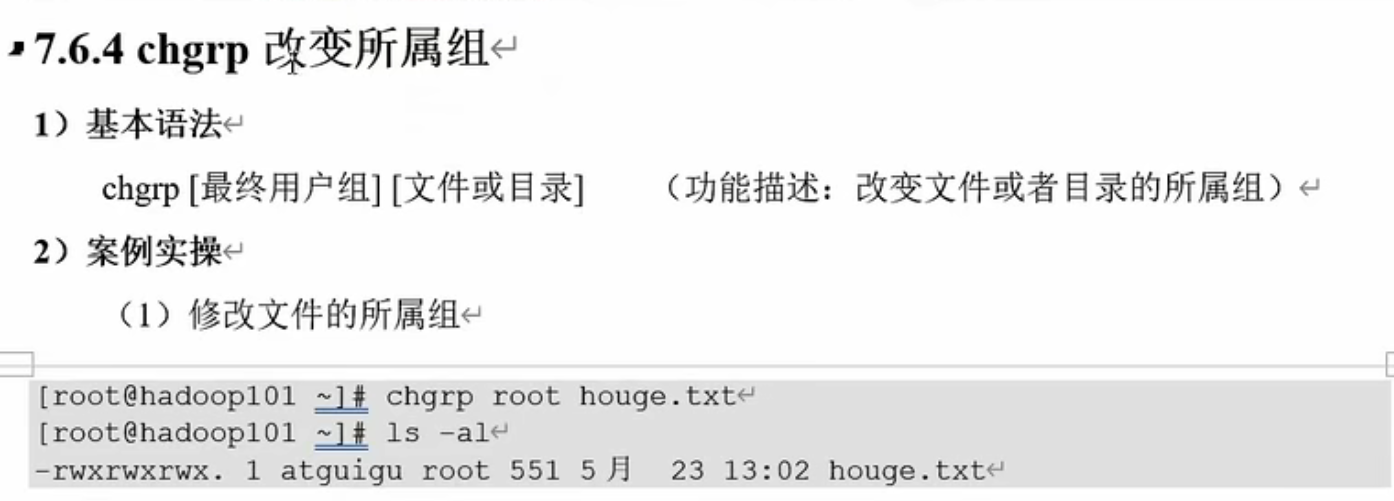 7.6.4 chgrp 改变所属组
1）基本语法
chgrp [最终用户组] [文件或目录] （功能描述：改变文件或者目录的所属组）
2）案例实操
（1）修改文件的所属组
[root@hadoop101 ~]# chgrp root houge.txt
[root@hadoop101 ~]# ls -al
-rwxrwxrwx. 1 atguigu root 551 5月  23 13:02 houge.txt